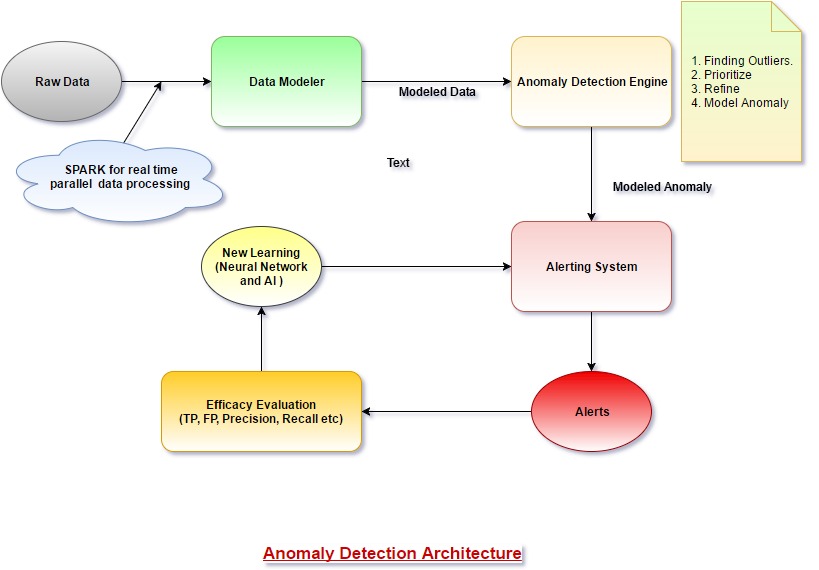 Raw Data
Data Modeler
Modeled Data
Anomaly Detection Engine
1. Finding Outliers.
2. Prioritize
3. Refine
4. Model Anomaly
SPARK for real time
parallel data processing
Text
Modeled Anomaly
New Learning
(Neural Network
and AI )
Alerting System
Efficacy Evaluation
(TP, FP, Precision, Recall etc)
Alerts
Anomaly Detection Architecture